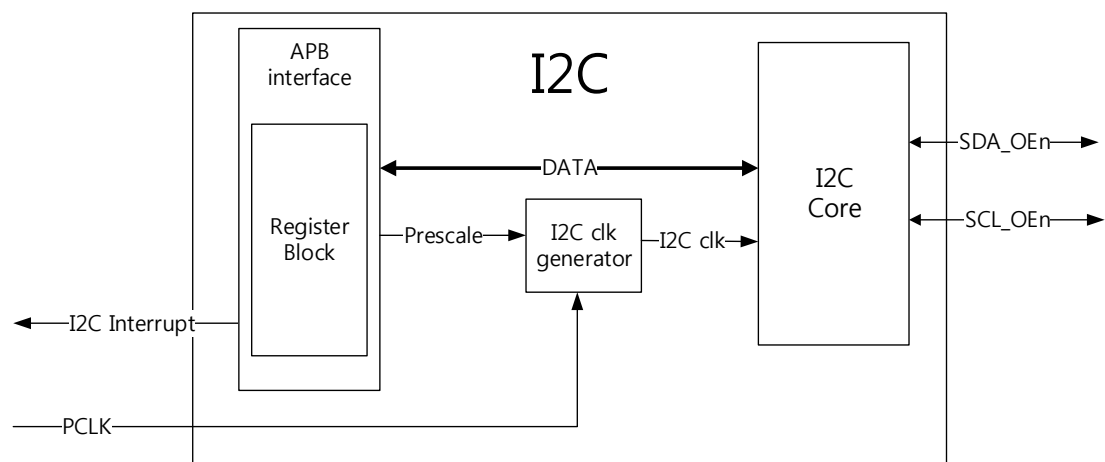 APB
interface
I2C
DATA
SDA_OEn
I2C
Core
SCL_OEn
Register
Block
Prescale
I2C clk
generator
I2C clk
I2C Interrupt
PCLK